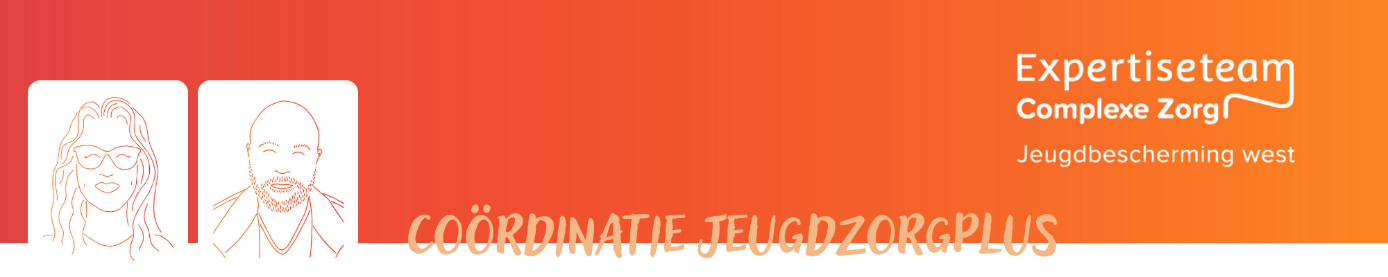 Expertiseteam
Complexe Zorg
Jeugdbescherming west
COÖRDINATIE JEUGDZORGPLUS